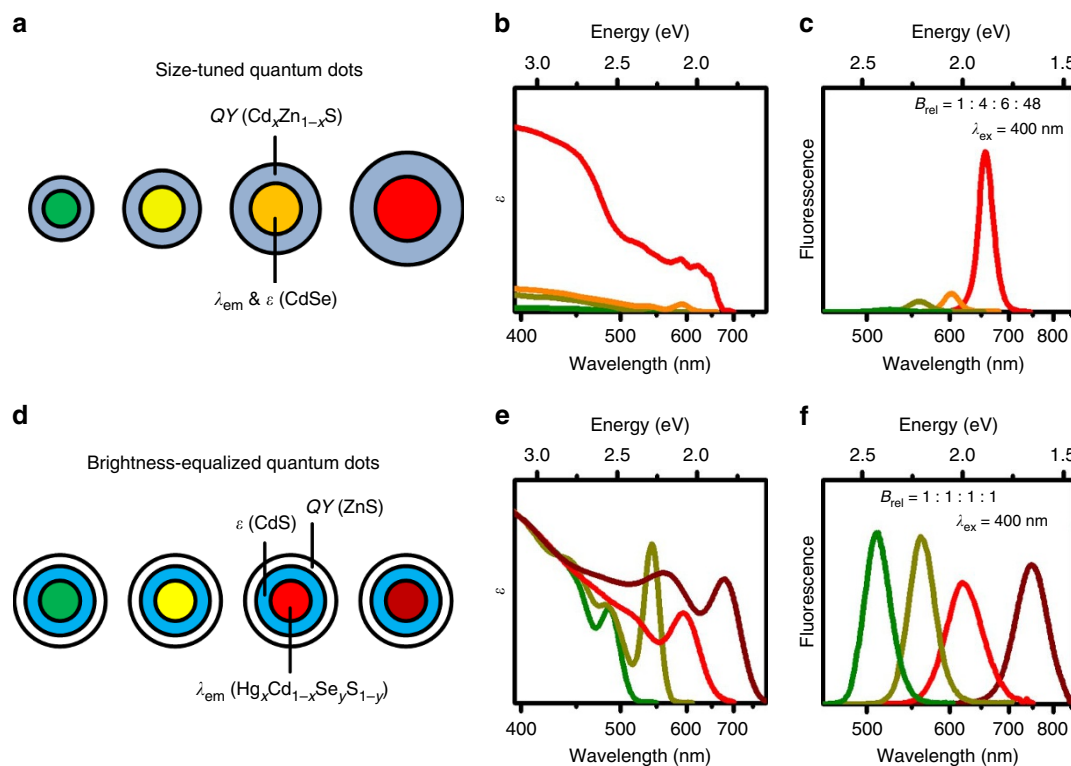 a
Size-tuned quantum dots
QY (CdxZn1−xS)
λem & ε (CdSe)
b
Energy (eV)
3.0 2.5 2.0
ε
400 500 600 700
Wavelength (nm)
c
Energy (eV)
2.5 2.0 1.5
Brel = 1 : 4 : 6 : 48
λex = 400 nm
Fluoresscence
500 600 700 800
Wavelength (nm)
d
Brightness-equalized quantum dots
ε (CdS)
QY (ZnS)
λem (HgxCd1−xSeyS1−y)
e
Energy (eV)
3.0 2.5 2.0
ε
400 500 600 700
Wavelength (nm)
f
Energy (eV)
2.5 2.0 1.5
Brel = 1 : 1 : 1 : 1
λex = 400 nm
Fluorescence
500 600 700 800
Wavelength (nm)